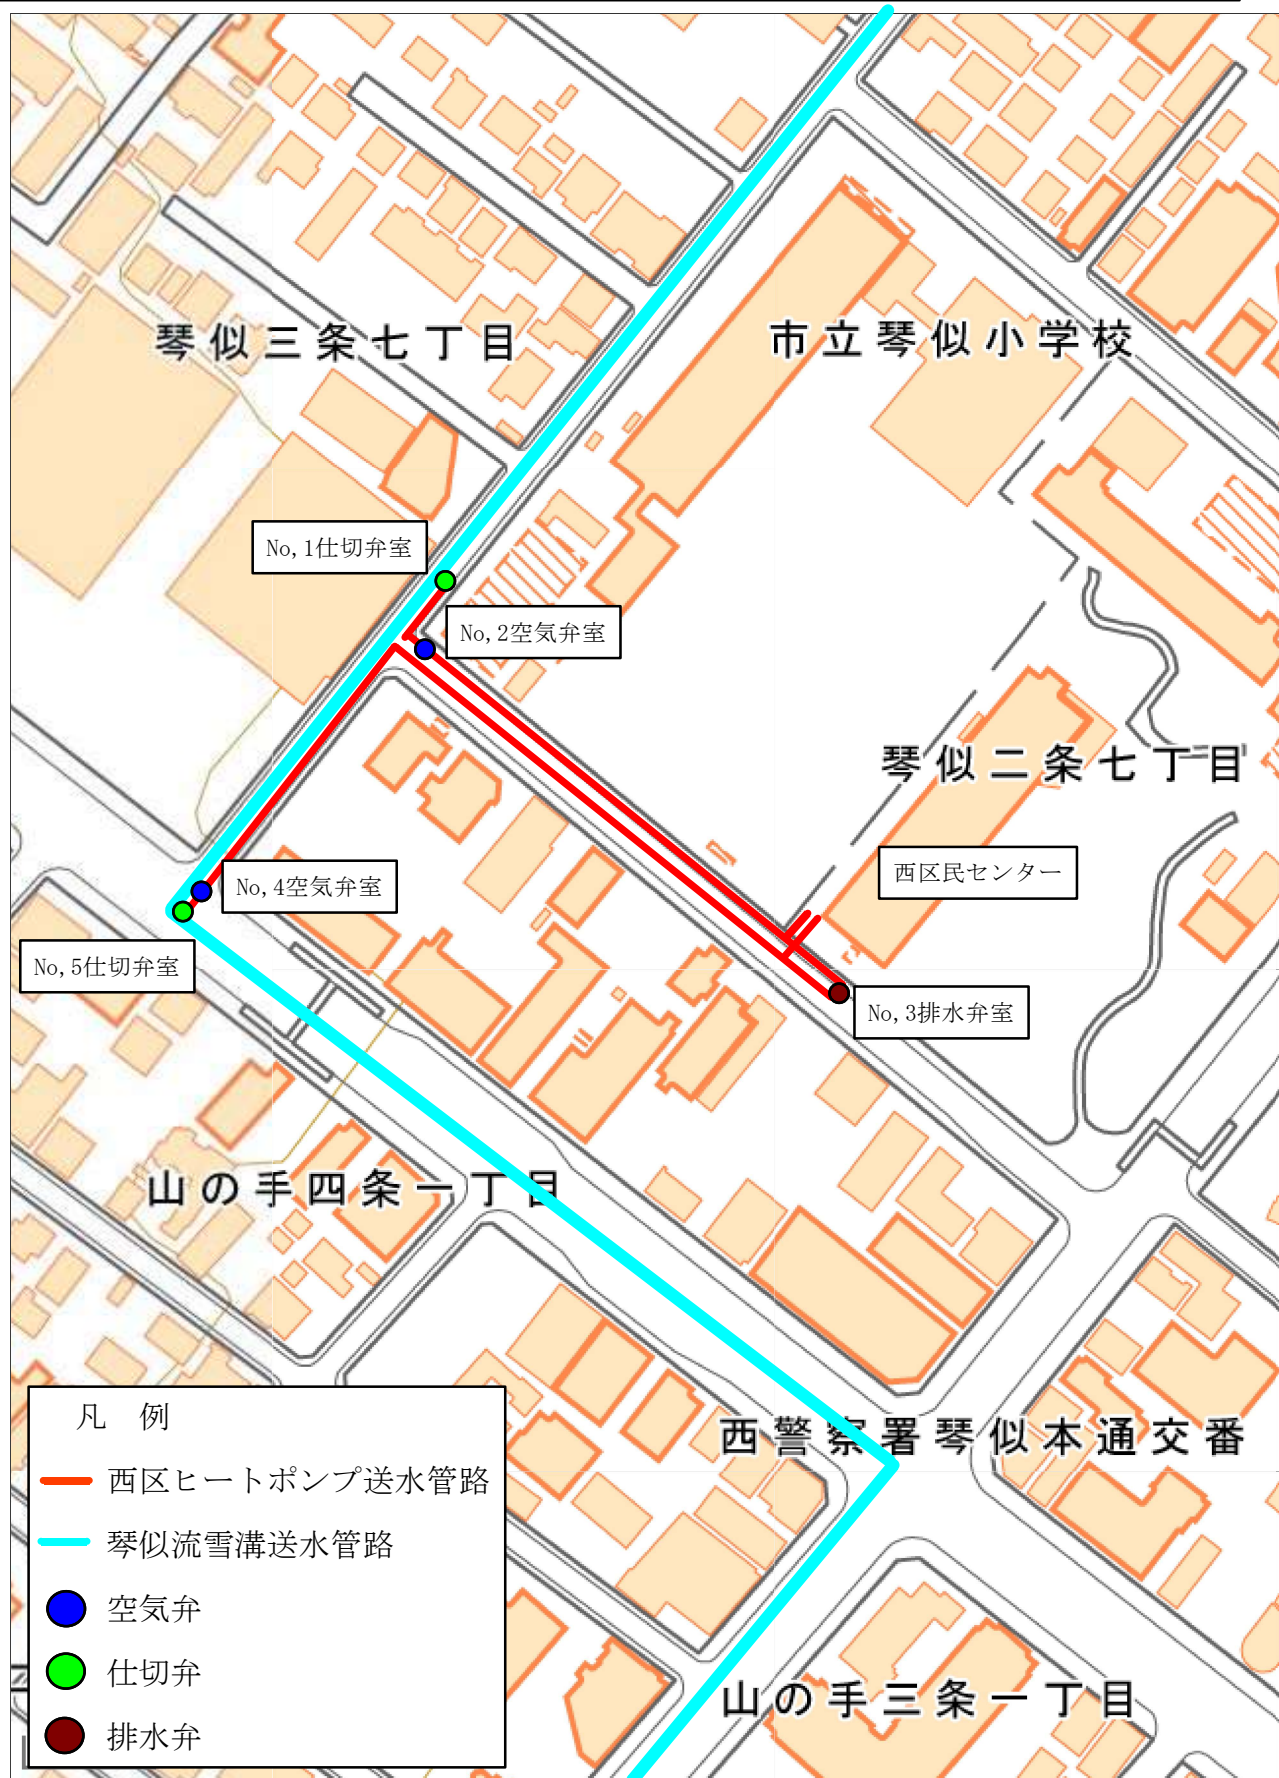 琴似三条七丁目
市立琴似小学校
No,1仕切弁室
No,2空気弁室
琴似二条七丁目
西区民センター
No,4空気弁室
No,5仕切弁室
No,3排水弁室
山の手四条一丁目
西警察署琴似本通交番
凡 例
西区ヒートポンプ送水管路
琴似流雪溝送水管路
空気弁
仕切弁
山の手三条一丁目
排水弁